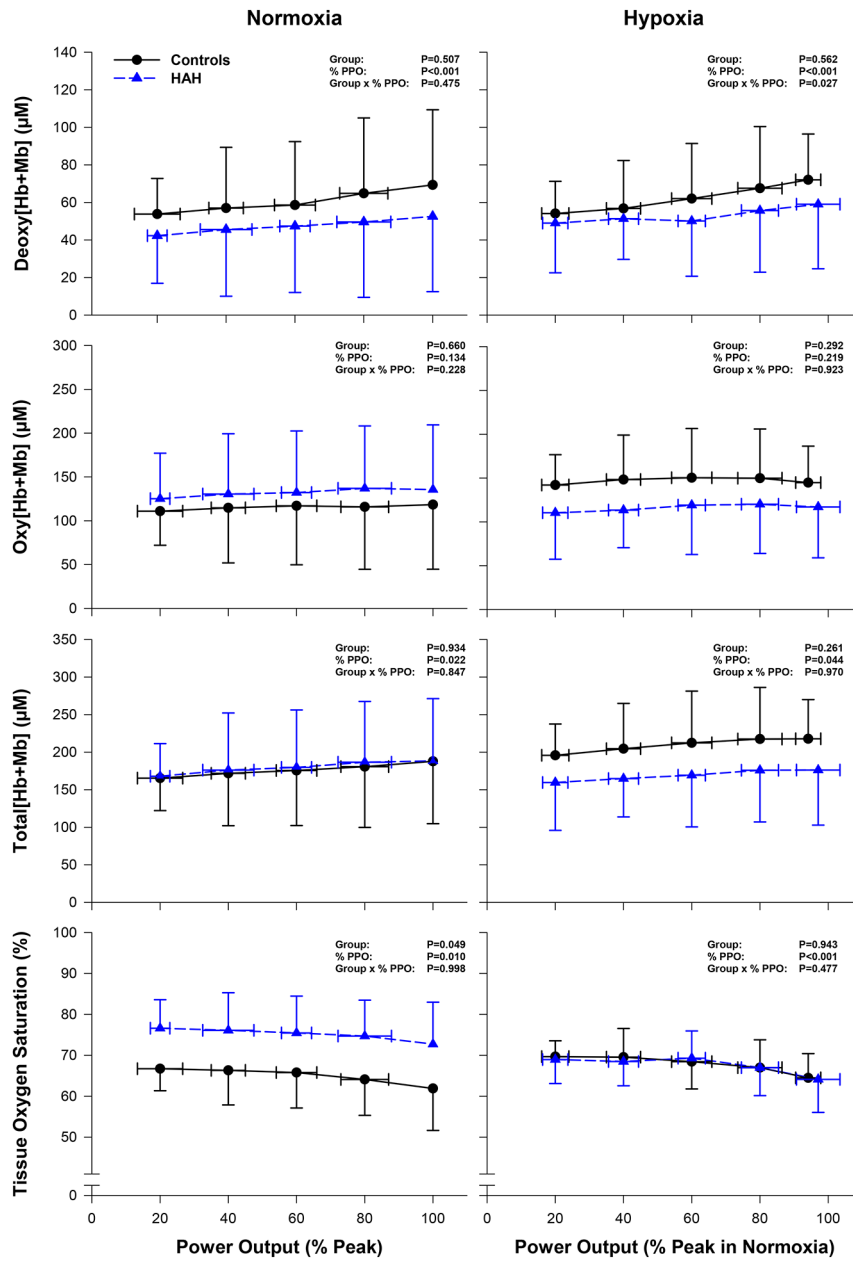 Normoxia
Hypoxia
Controls
HAH
Group: P=0.507
% PPO: P<0.001
Group x % PPO: P=0.475
Group: P=0.562
% PPO: P<0.001
Group x % PPO: P=0.027
Deoxy[Hb+Mb] (µM)
140
120
100
80
60
40
20
0
Group: P=0.660
% PPO: P=0.134
Group x % PPO: P=0.228
Group: P=0.292
% PPO: P=0.219
Group x % PPO: P=0.923
Oxy[Hb+Mb] (µM)
300
250
200
150
100
50
0
Group: P=0.934
% PPO: P=0.022
Group x % PPO: P=0.847
Group: P=0.261
% PPO: P=0.044
Group x % PPO: P=0.970
Total[Hb+Mb] (µM)
350
300
250
200
150
100
50
0
Group: P=0.049
% PPO: P=0.010
Group x % PPO: P=0.998
Group: P=0.943
% PPO: P<0.001
Group x % PPO: P=0.477
Tissue Oxygen Saturation (%)
100
90
80
70
60
50
0
0 20 40 60 80 100
0 20 40 60 80 100
Power Output (% Peak)
Power Output (% Peak in Normoxia)